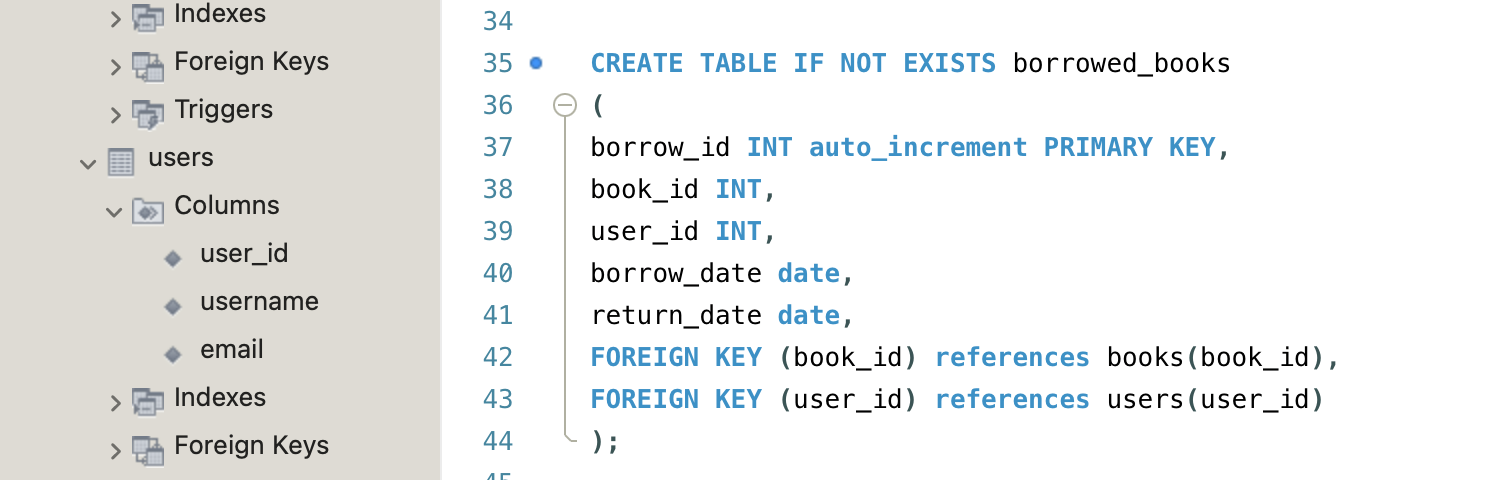 Indexes
Foreign Keys
Triggers
users
Columns
user_id
username
email
Indexes
Foreign Keys
34
35 CREATE TABLE IF NOT EXISTS borrowed_books
36 (
37 borrow_id INT auto_increment PRIMARY KEY,
38 book_id INT,
39 user_id INT,
40 borrow_date date,
41 return_date date,
42 FOREIGN KEY (book_id) references books(book_id),
43 FOREIGN KEY (user_id) references users(user_id)
44 );